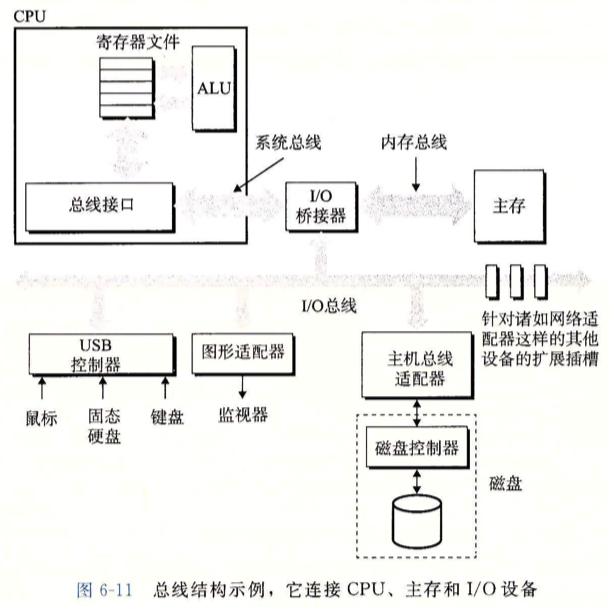 CPU
寄存器文件
ALU
系统总线
内存总线
总线接口
I/O
桥接器
主存
I/O总线
针对诸如网络适
配器这样的其他
设备的扩展插槽
USB
控制器
图形适配器
主机总线
适配器
鼠标
固态
硬盘
键盘
监视器
磁盘控制器
磁盘
图 6-11 总线结构示例，它连接 CPU、主存和 I/O 设备